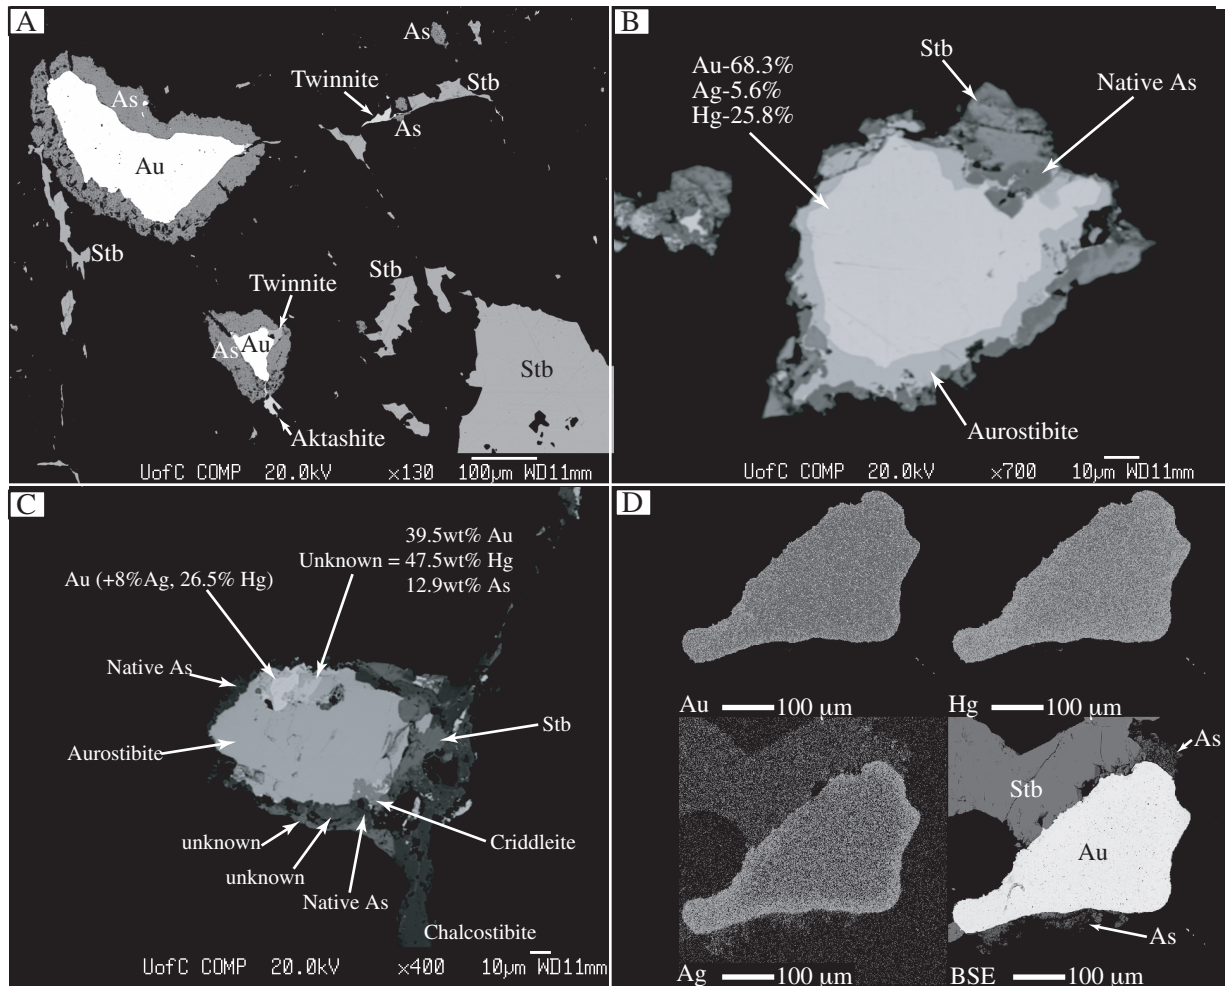 A
As
As
Twinnite
Stb
As
Au
Stb
Twinnite
Stb
As
Au
Stb
Aktashite
UofC COMP 20.0kV ×130 100µm WD11mm
B
Stb
Au-68.3%
Ag-5.6%
Hg-25.8%
Native As
Aurostibite
UofC COMP 20.0kV ×700 10µm WD11mm
C
39.5wt% Au
Unknown = 47.5wt% Hg
12.9wt% As
Au (+8%Ag, 26.5% Hg)
Native As
Stb
Aurostibite
unknown
Criddleite
unknown
Native As
Chalcostibite
UofC COMP 20.0kV ×400 10µm WD11mm
D
Au 100 µm
Hg 100 µm
As
Stb
Au
As
Ag 100 µm
BSE 100 µm